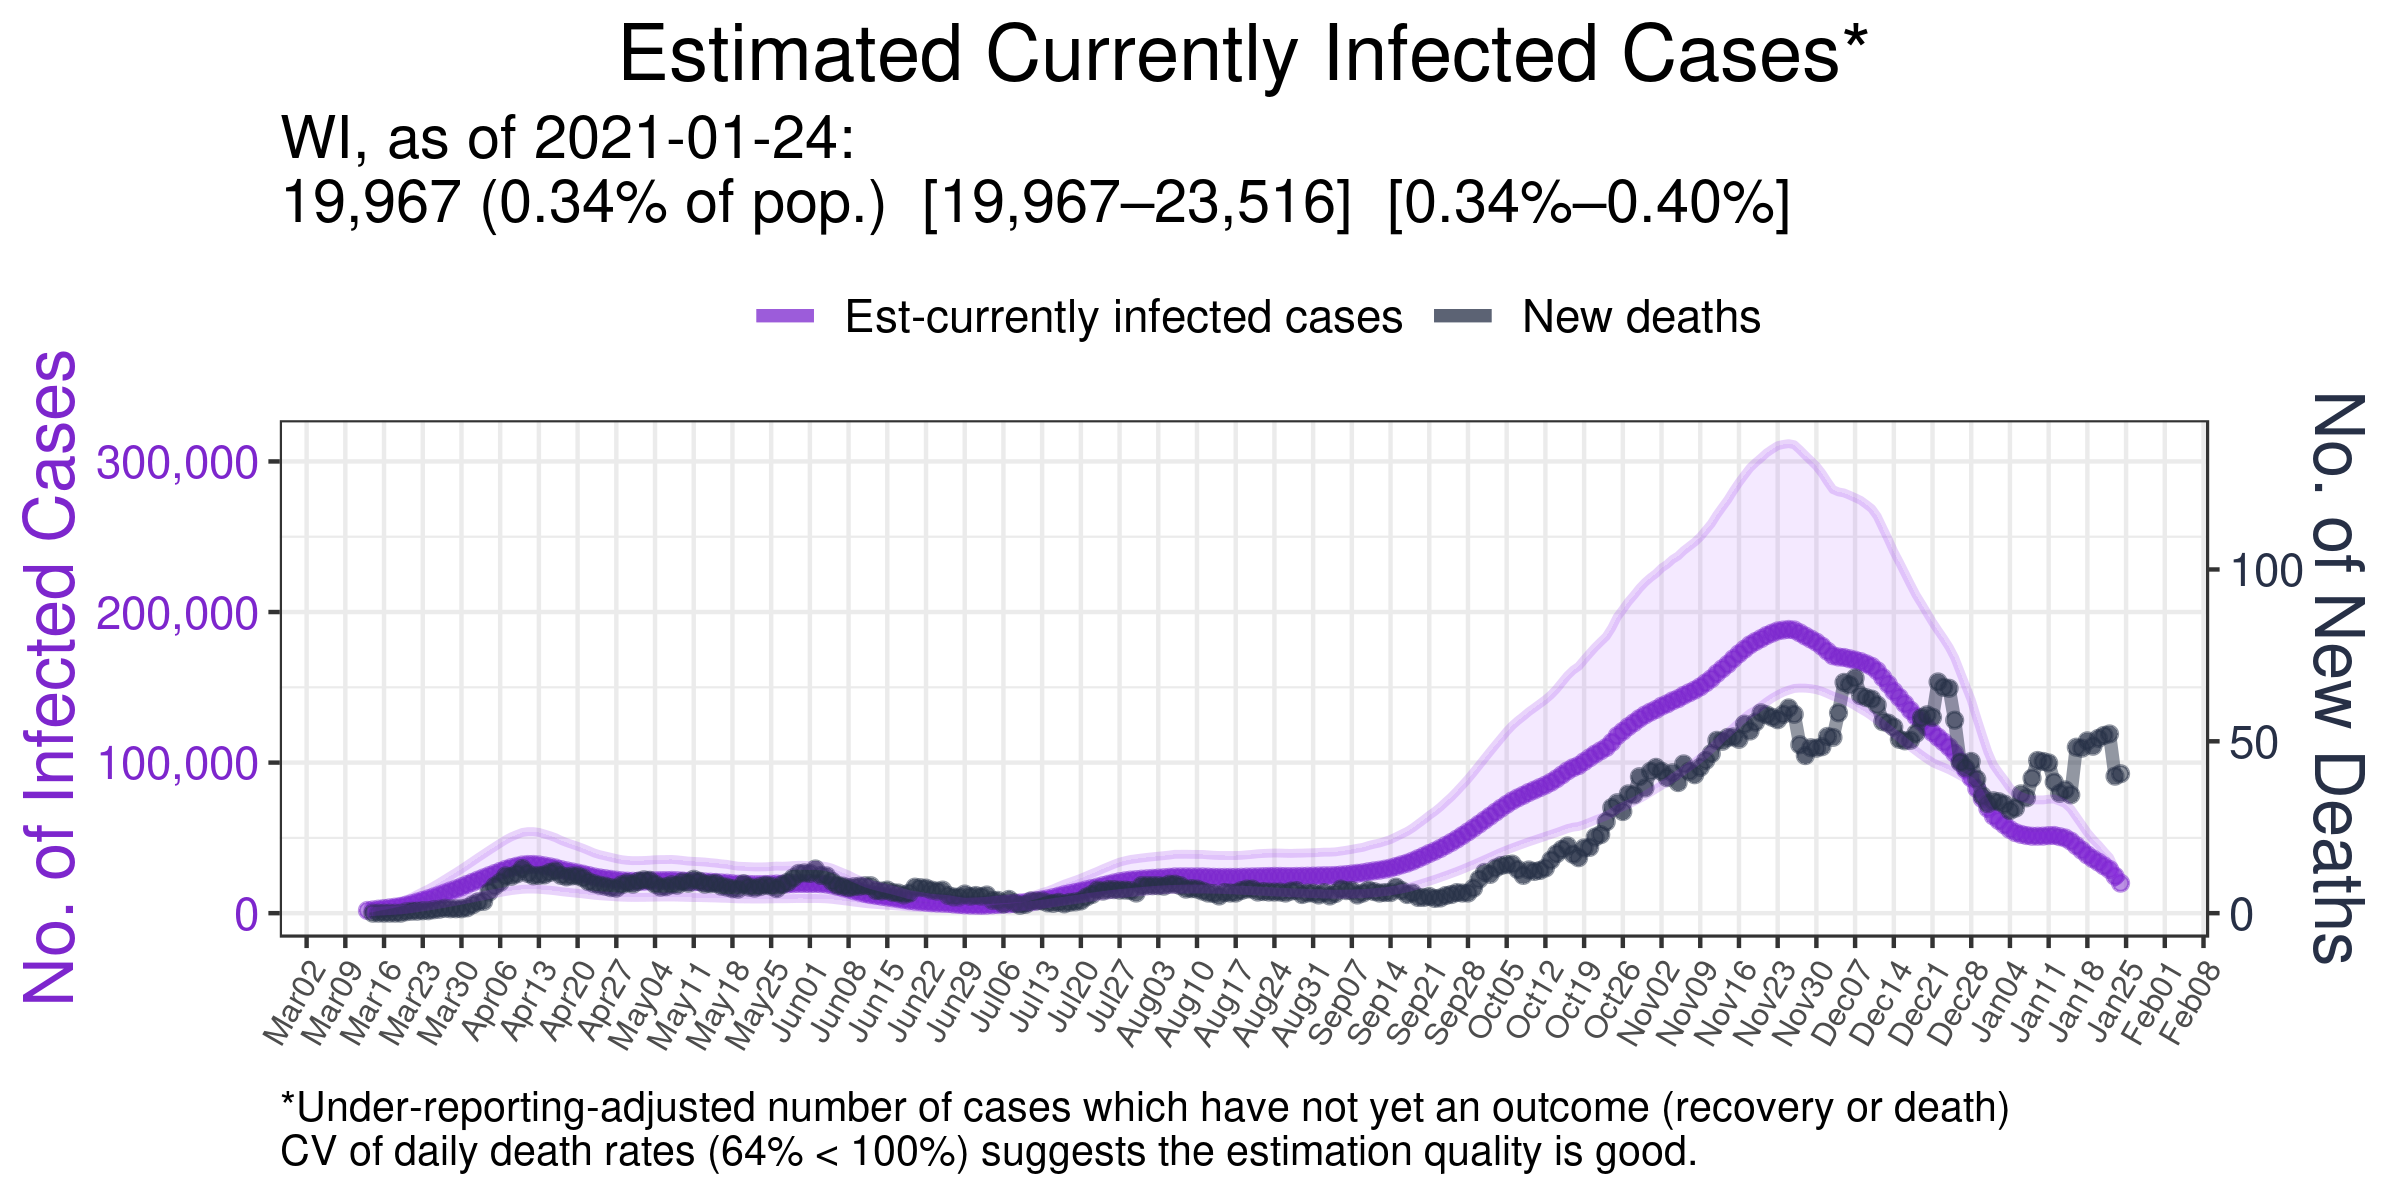 Estimated Currently Infected Cases*
WI, as of 2021-01-24:
19,967 (0.34% of pop.) [19,967–23,516] [0.34%–0.40%]
Est-currently infected cases
New deaths
No. of Infected Cases
300,000
200,000
100,000
0
100
50
0
No. of New Deaths
Mar02
Mar09
Mar16
Mar23
Mar30
Apr06
Apr13
Apr20
Apr27
May04
May11
May18
May25
Jun01
Jun08
Jun15
Jun22
Jun29
Jul06
Jul13
Jul20
Jul27
Aug03
Aug10
Aug17
Aug24
Aug31
Sep07
Sep14
Sep21
Sep28
Oct05
Oct12
Oct19
Oct26
Nov02
Nov09
Nov16
Nov23
Nov30
Dec07
Dec14
Dec21
Dec28
Jan04
Jan11
Jan18
Jan25
Feb01
Feb08
*Under-reporting-adjusted number of cases which have not yet an outcome (recovery or death)
CV of daily death rates (64% < 100%) suggests the estimation quality is good.